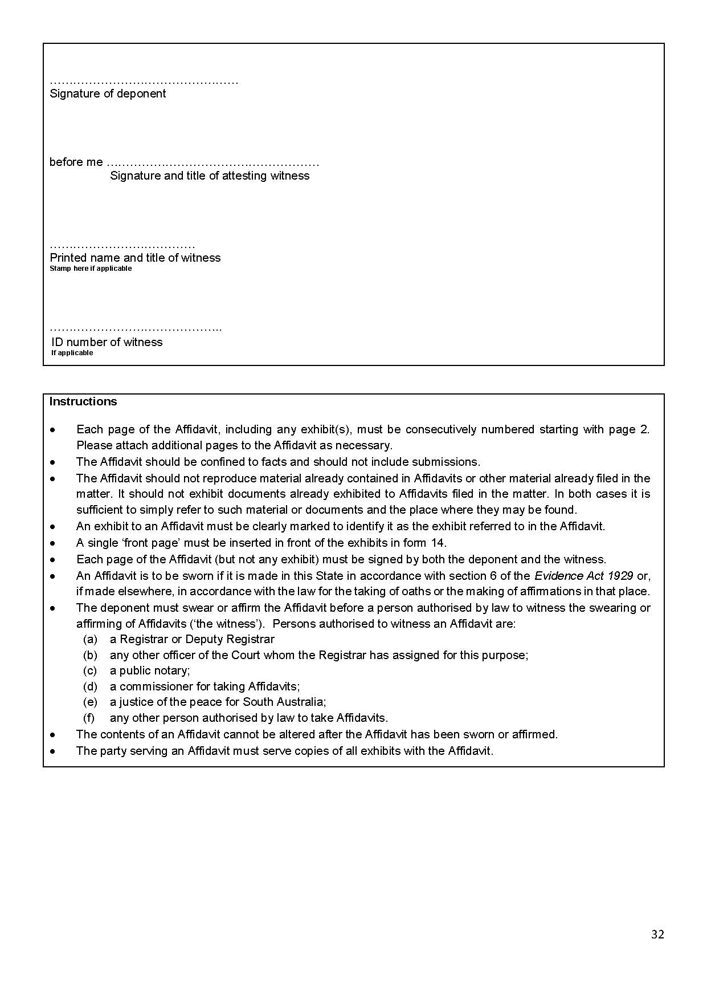 ………………………………………….
Signature of deponent
before me ………………………………………………
Signature and title of attesting witness
……………………………….
Printed name and title of witness
Stamp here if applicable
……………………………………..
ID number of witness
If applicable
Instructions
• Each page of the Affidavit, including any exhibit(s), must be consecutively numbered starting with page 2.
Please attach additional pages to the Affidavit as necessary.
• The Affidavit should be confined to facts and should not include submissions.
• The Affidavit should not reproduce material already contained in Affidavits or other material already filed in the
matter. It should not exhibit documents already exhibited to Affidavits filed in the matter. In both cases it is
sufficient to simply refer to such material or documents and the place where they may be found.
• An exhibit to an Affidavit must be clearly marked to identify it as the exhibit referred to in the Affidavit.
• A single ‘front page’ must be inserted in front of the exhibits in form 14.
• Each page of the Affidavit (but not any exhibit) must be signed by both the deponent and the witness.
• An Affidavit is to be sworn if it is made in this State in accordance with section 6 of the Evidence Act 1929 or,
if made elsewhere, in accordance with the law for the taking of oaths or the making of affirmations in that place.
• The deponent must swear or affirm the Affidavit before a person authorised by law to witness the swearing or
affirming of Affidavits (‘the witness’). Persons authorised to witness an Affidavit are:
(a) a Registrar or Deputy Registrar
(b) any other officer of the Court whom the Registrar has assigned for this purpose;
(c) a public notary;
(d) a commissioner for taking Affidavits;
(e) a justice of the peace for South Australia;
(f) any other person authorised by law to take Affidavits.
• The contents of an Affidavit cannot be altered after the Affidavit has been sworn or affirmed.
• The party serving an Affidavit must serve copies of all exhibits with the Affidavit.
32